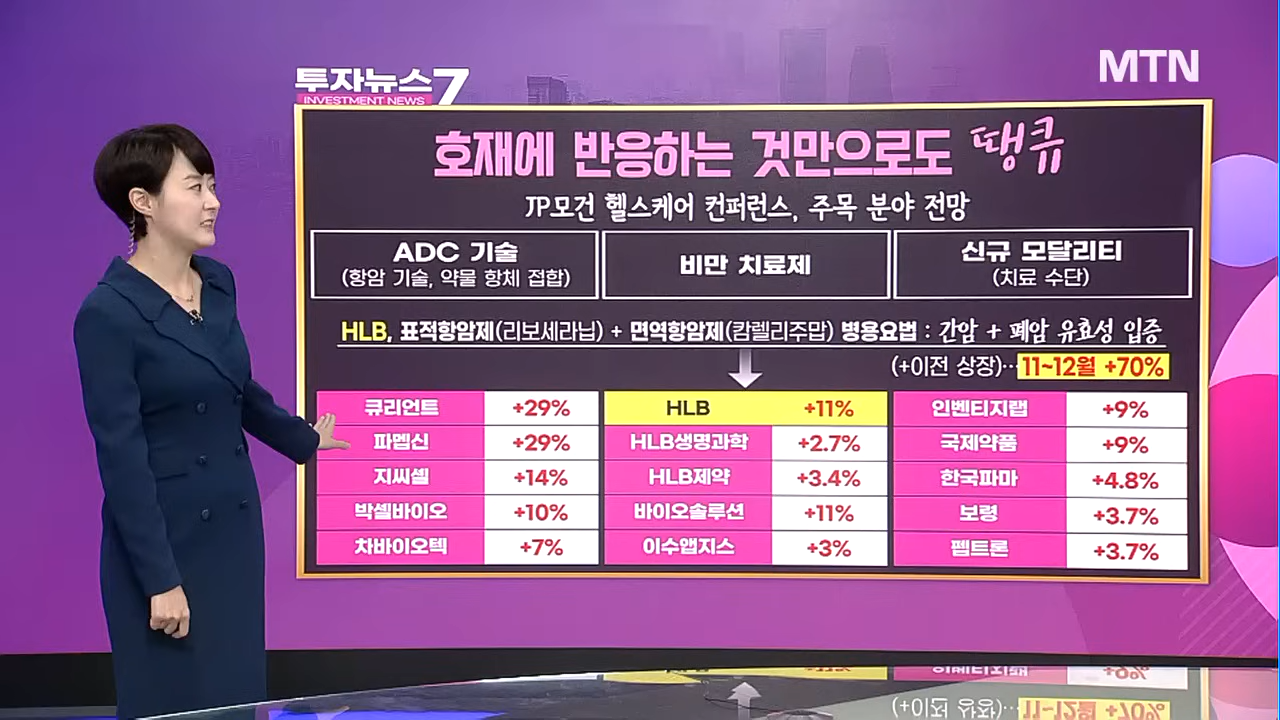 투자뉴스7
INVESTMENT NEWS
MTN
호재에 반응하는 것만으로도 땡큐
JP모건 헬스케어 컨퍼런스, 주목 분야 전망
ADC 기술
(항암 기술, 약물 항체 접합)
비만 치료제
신규 모달리티
(치료 수단)
HLB, 표적항암제(리보세라닙) + 면역항암제(캄렐리주맙) 병용요법 : 간암 + 폐암 유효성 입증
(+이전 상장)…11~12월 +70%
큐리언트 +29% HLB +11% 인벤티지랩 +9%
파멥신 +29% HLB생명과학 +2.7% 국제약품 +9%
지씨셀 +14% HLB제약 +3.4% 한국파마 +4.8%
박셀바이오 +10% 바이오솔루션 +11% 보령 +3.7%
차바이오텍 +7% 이수앱지스 +3% 펩트론 +3.7%